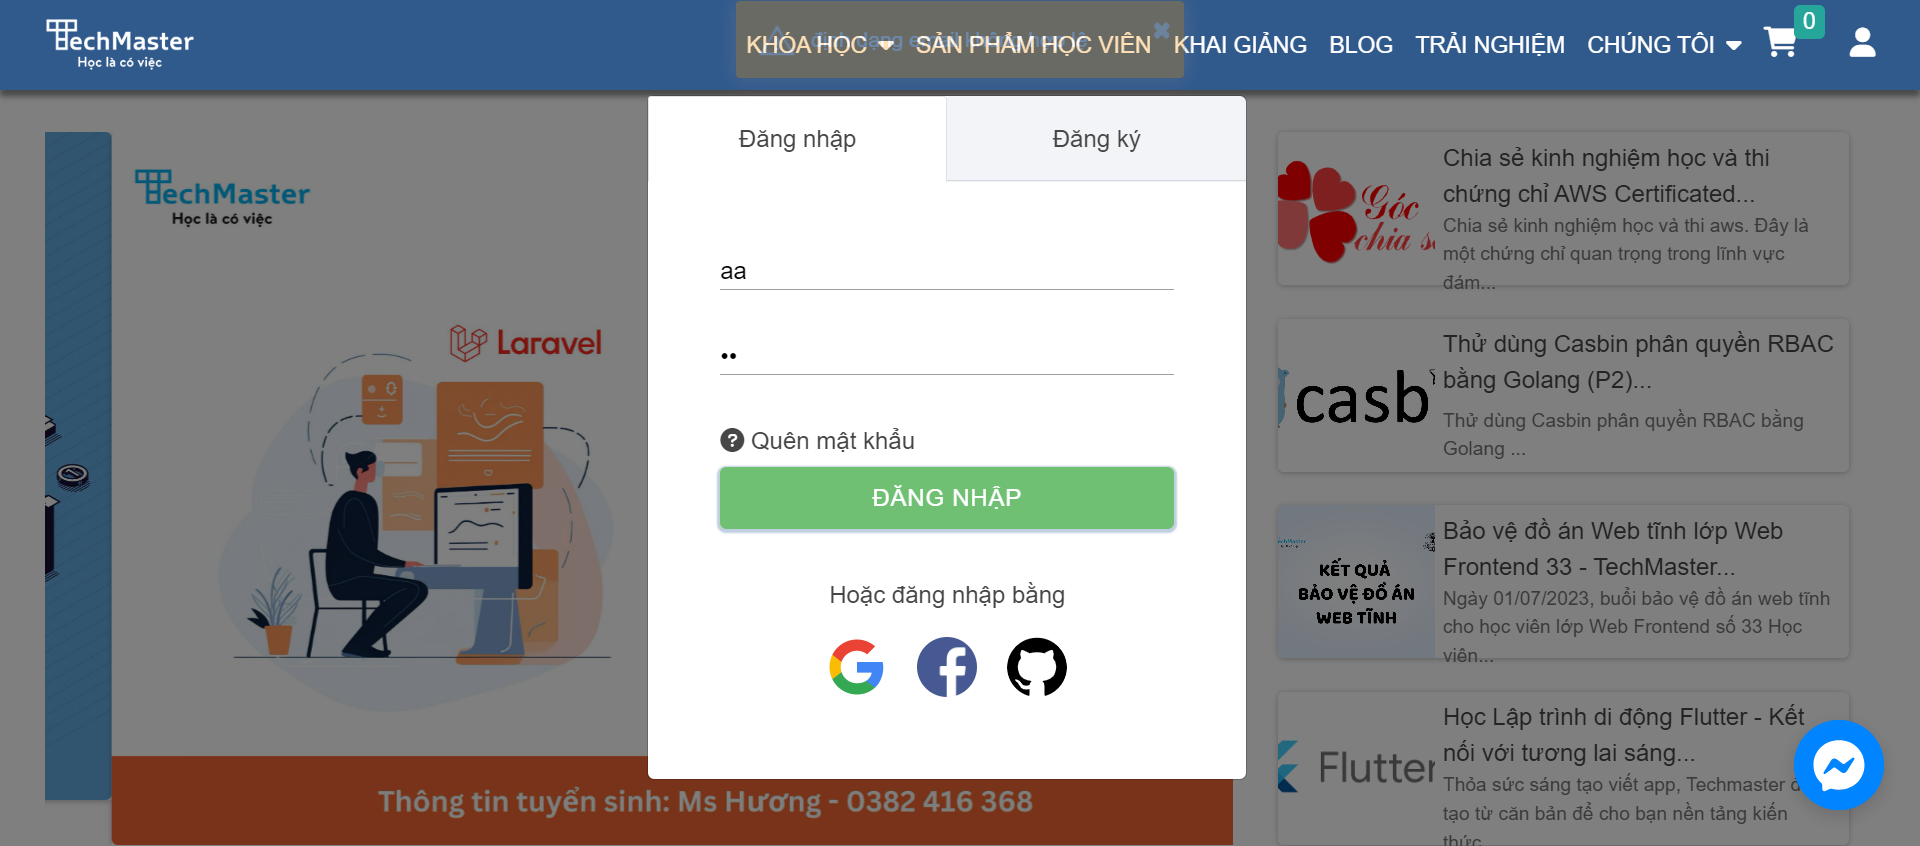 TechMaster
Học là có việc
KHÓA HỌC
SẢN PHẨM HỌC VIÊN
KHAI GIẢNG
BLOG
TRẢI NGHIỆM
CHÚNG TÔI
0
Đăng nhập
Đăng ký
aa
Quên mật khẩu
ĐĂNG NHẬP
Hoặc đăng nhập bằng
TechMaster
Học là có việc
Laravel
Thông tin tuyển sinh: Ms Hương - 0382 416 368
Góc
chia sẻ
Chia sẻ kinh nghiệm học và thi
chứng chỉ AWS Certificated...
Chia sẻ kinh nghiệm học và thi aws. Đây là
một chứng chỉ quan trọng trong lĩnh vực
đám...
casb
Thử dùng Casbin phân quyền RBAC
bằng Golang (P2)...
Thử dùng Casbin phân quyền RBAC bằng
Golang ...
KẾT QUẢ
BẢO VỆ ĐỒ ÁN
WEB TĨNH
Bảo vệ đồ án Web tĩnh lớp Web
Frontend 33 - TechMaster...
Ngày 01/07/2023, buổi bảo vệ đồ án web tĩnh
cho học viên lớp Web Frontend số 33 Học
viên...
Flutter
Học Lập trình di động Flutter - Kết
nối với tương lai sáng...
Thỏa sức sáng tạo viết app, Techmaster
tạo từ căn bản để cho bạn nền tảng kiến
thức